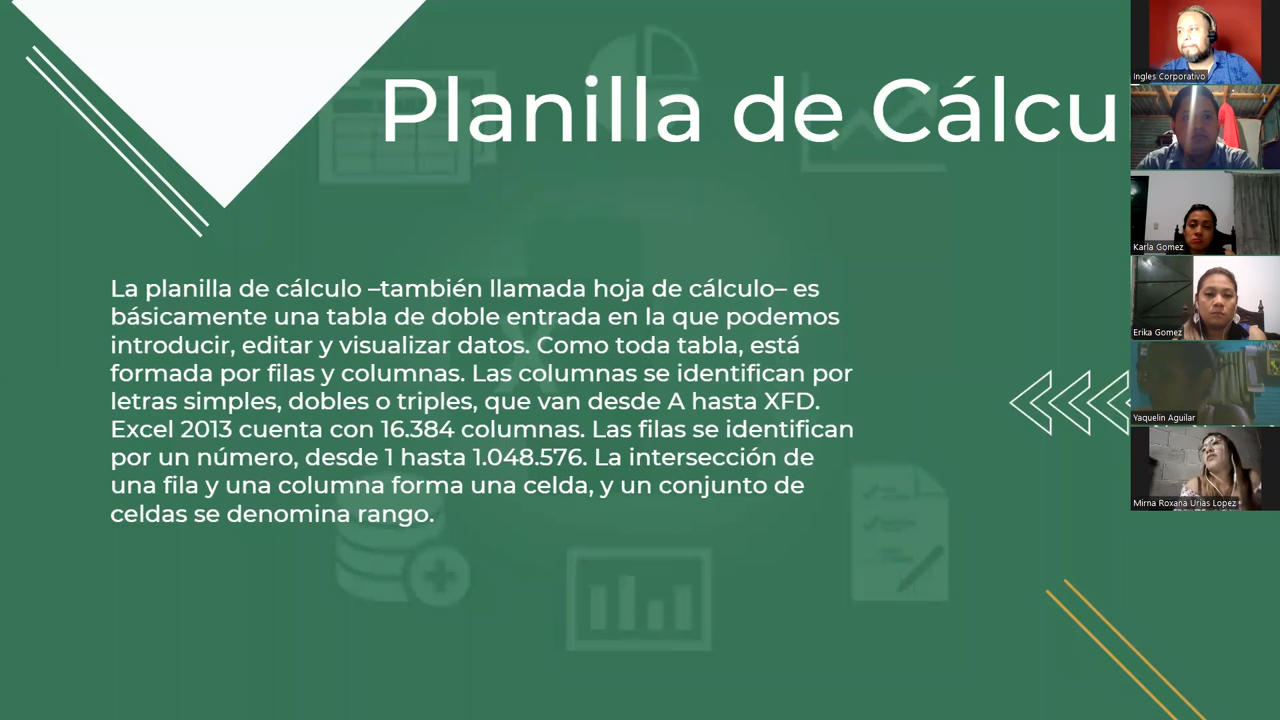 Planilla de Cálcu
La planilla de cálculo –también llamada hoja de cálculo– es
básicamente una tabla de doble entrada en la que podemos
introducir, editar y visualizar datos. Como toda tabla, está
formada por filas y columnas. Las columnas se identifican por
letras simples, dobles o triples, que van desde A hasta XFD.
Excel 2013 cuenta con 16.384 columnas. Las filas se identifican
por un número, desde 1 hasta 1.048.576. La intersección de
una fila y una columna forma una celda, y un conjunto de
celdas se denomina rango.
Ingles Corporativo
Karla Gomez
Erika Gomez
Yaquelin Aguilar
Mirna Roxana Urias Lopez